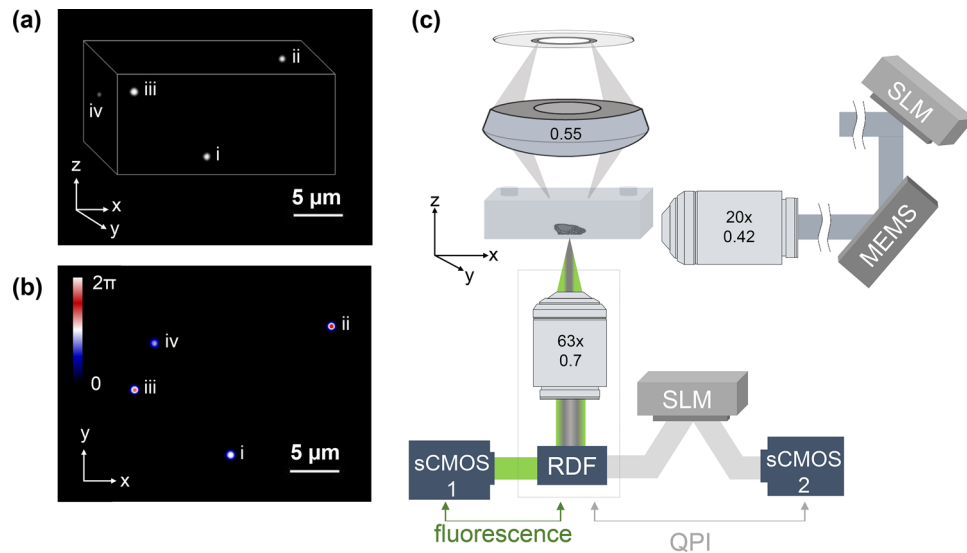 (a)
ii
iii
iv
i
z
x
y
5 µm
(b)
2π
0
ii
iv
iii
i
y
x
5 µm
(c)
0.55
SLM
z
x
y
20x
0.42
MEMS
63x
0.7
SLM
sCMOS
1
RDF
sCMOS
2
fluorescence
QPI